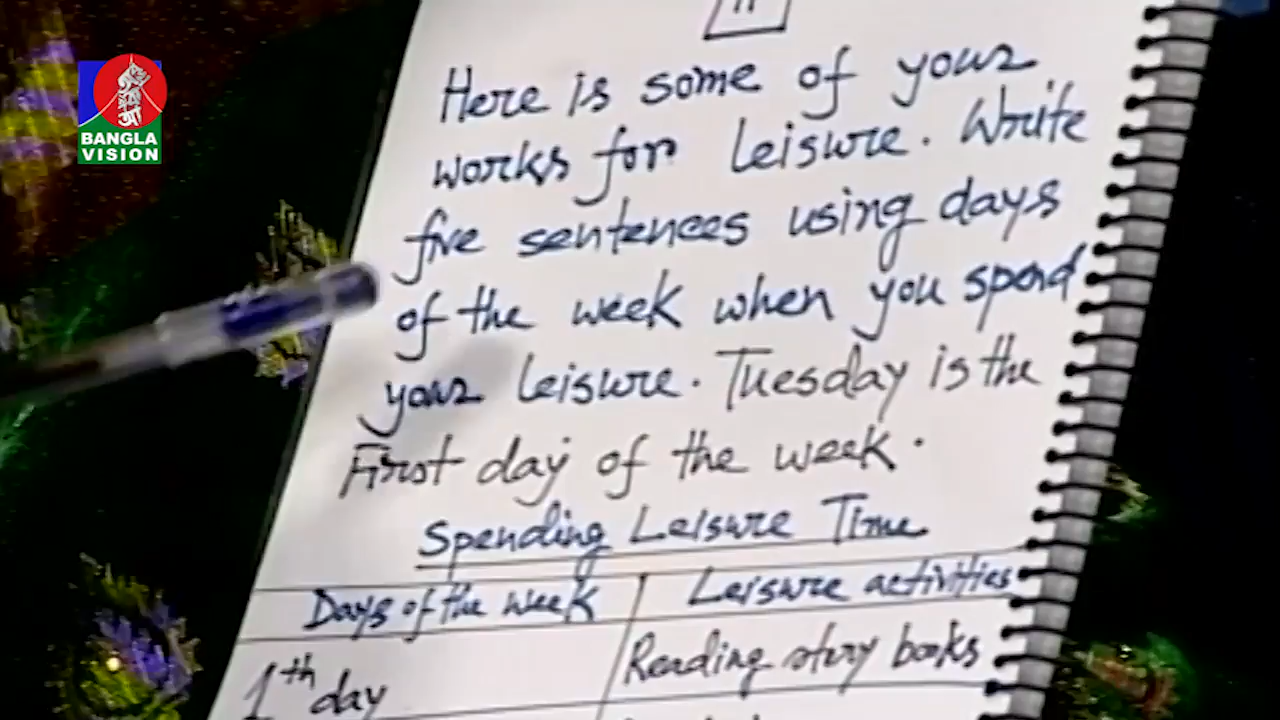 BANGLA
VISION
Here is some of your
works for leisure. Write
five sentences using days
of the week when you spend
your leisure. Tuesday is the
First day of the week.
Spending Leisure Time
Days of the week Leisure activities
1th day Reading story books